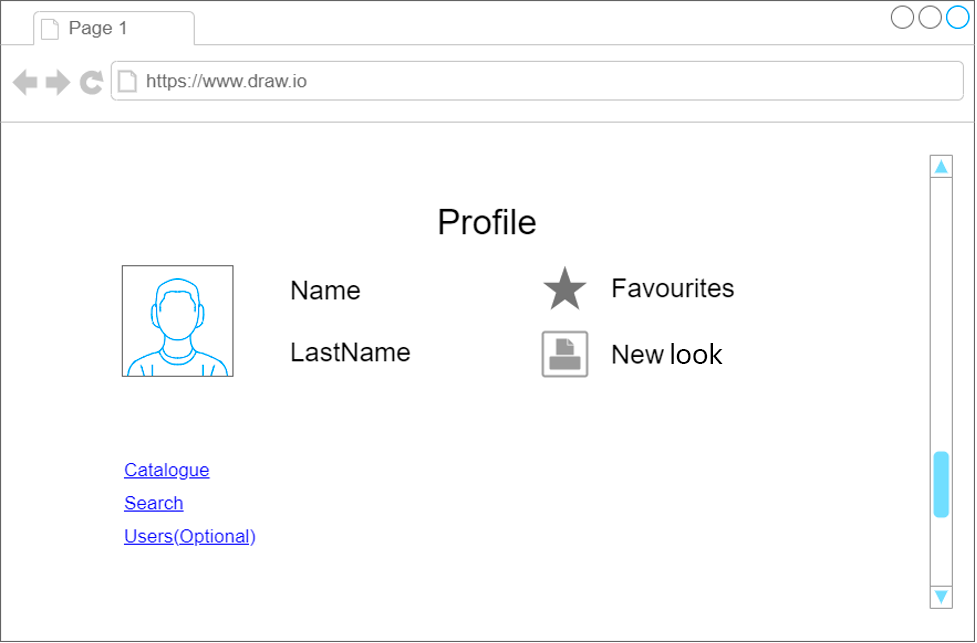 Page 1
https://www.draw.io
Profile
Name
Favourites
LastName
New look
Catalogue
Search
Users(Optional)